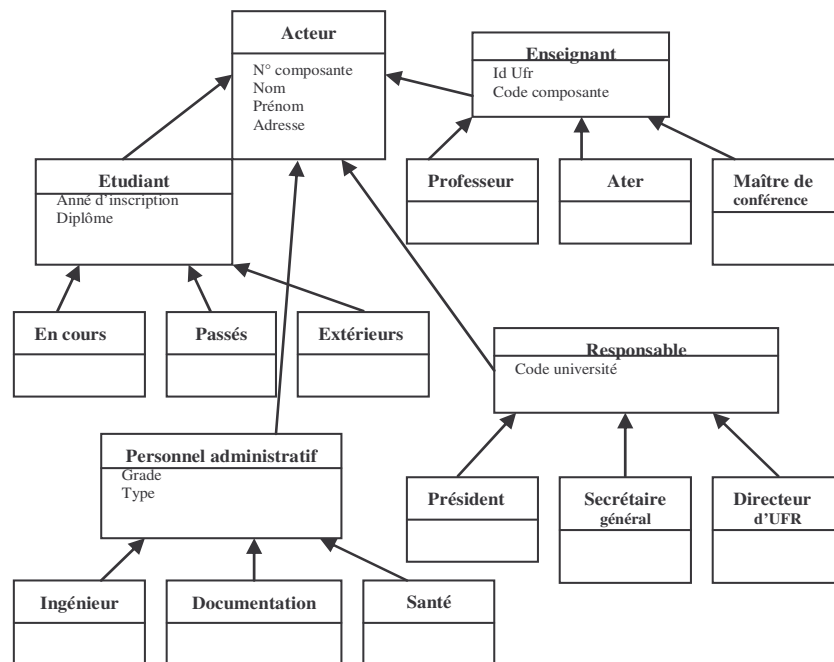 Acteur
N° composante
Nom
Prénom
Adresse
Enseignant
Id Ufr
Code composante
Etudiant
Anné d'inscription
Diplôme
Professeur
Ater
Maître de
conférence
En cours
Passés
Extérieurs
Responsable
Code université
Personnel administratif
Grade
Type
Président
Secrétaire
général
Directeur
d'UFR
Ingénieur
Documentation
Santé